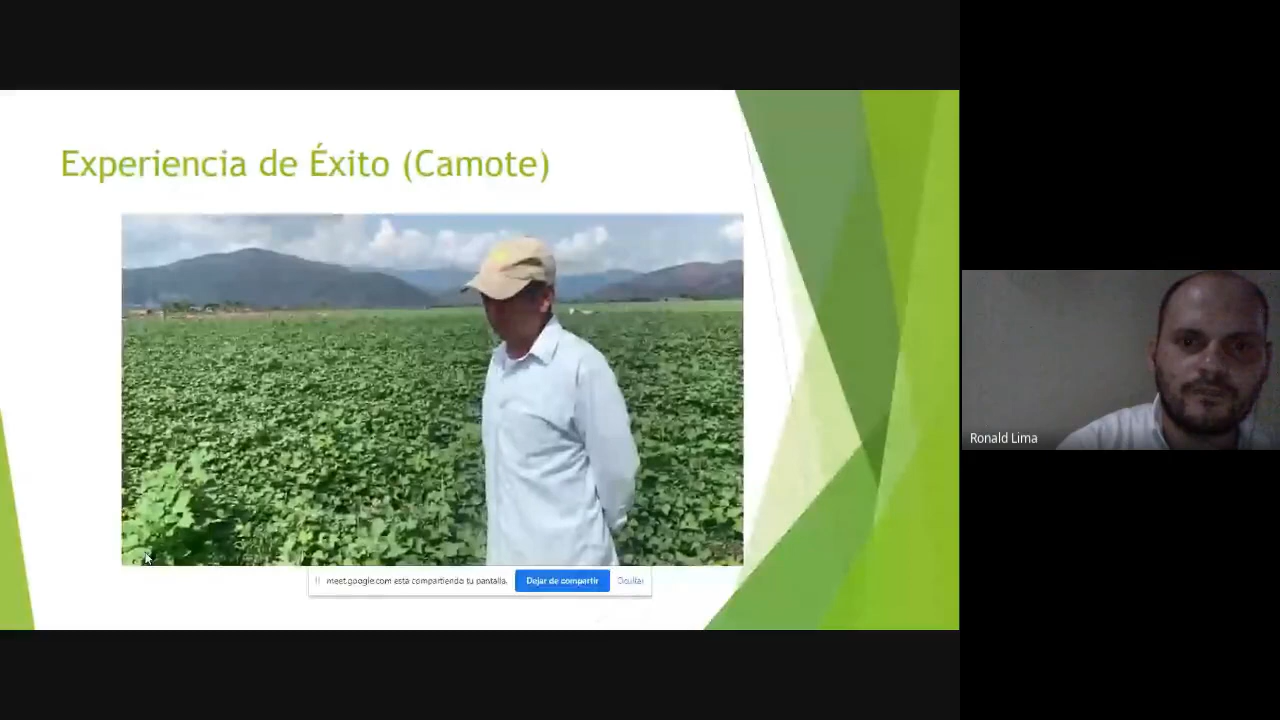 Experiencia de Éxito (Camote)
meet.google.com está compartiendo tu pantalla.
Dejar de compartir
Ocultar
Ronald Lima